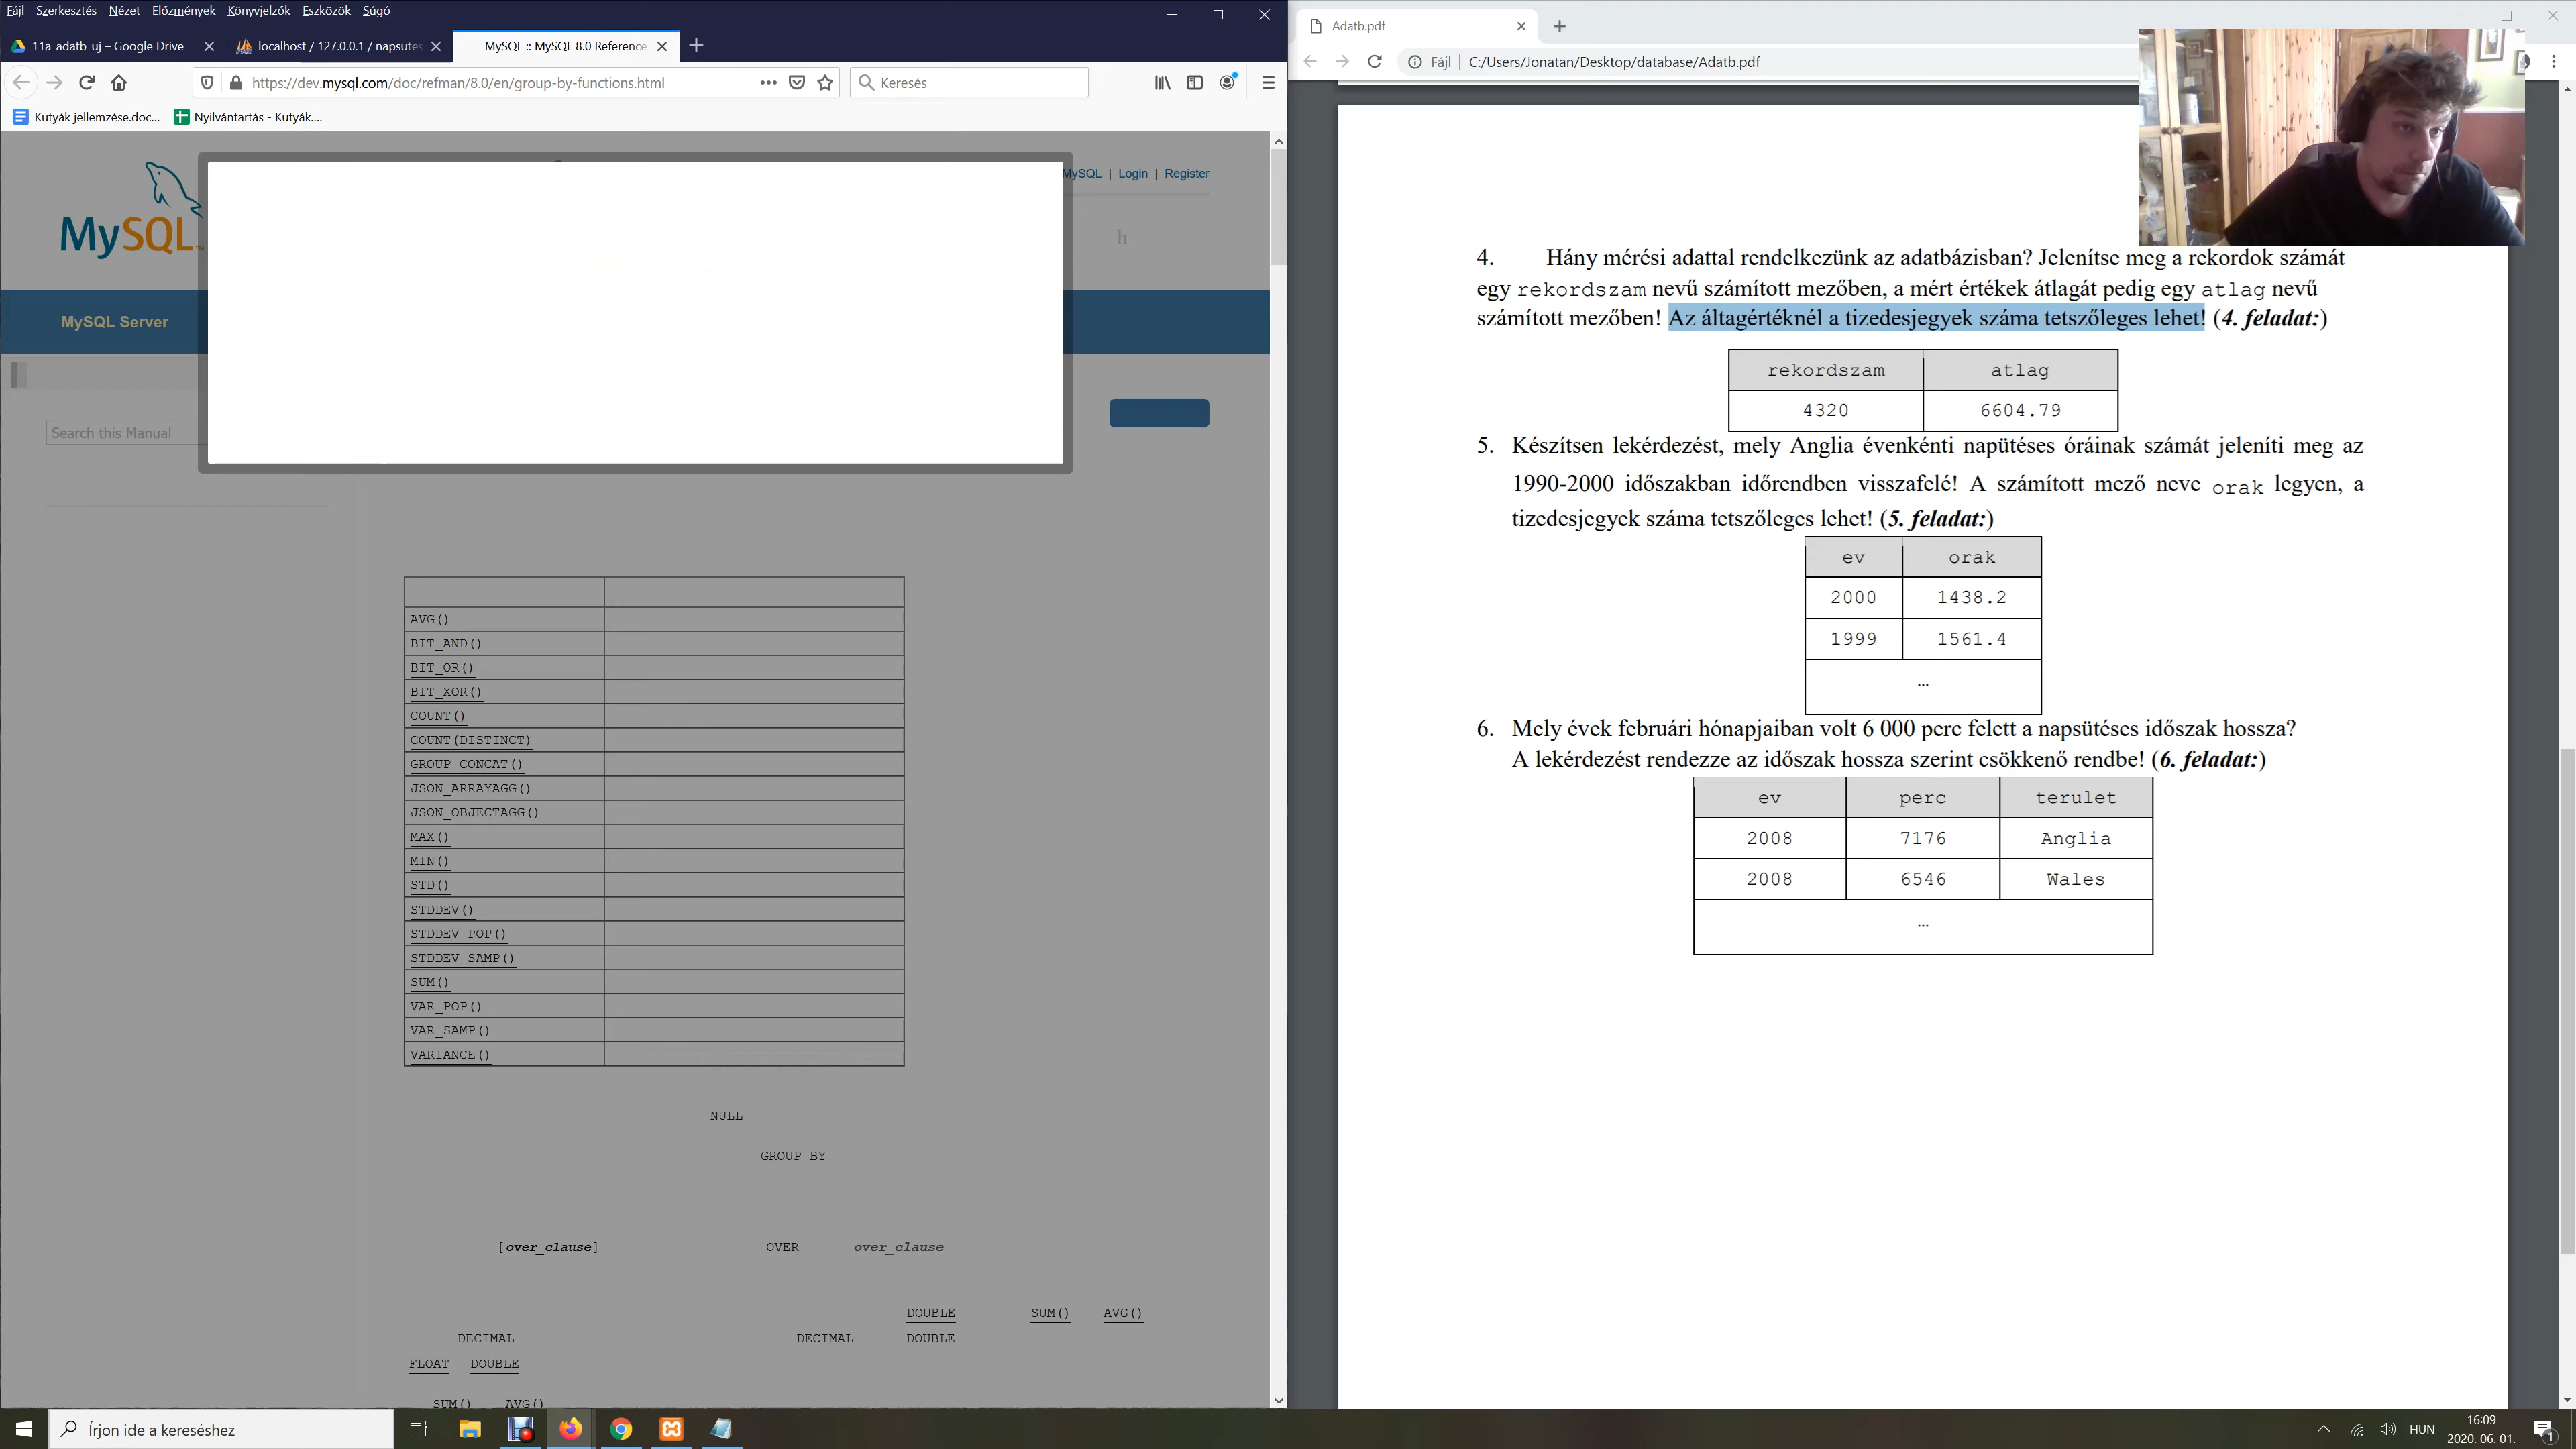 Fájl Szerkesztés Nézet Előzmények Könyvjelzők Eszközök Súgó
11a_adatb_uj – Google Drive
localhost / 127.0.0.1 / napsutes
MySQL :: MySQL 8.0 Reference
https://dev.mysql.com/doc/refman/8.0/en/group-by-functions.html
Keresés
Kutyák jellemzése.doc...
Nyilvántartás - Kutyák....
MySQL
MySQL | Login | Register
h
MySQL Server
Search this Manual
AVG()
BIT_AND()
BIT_OR()
BIT_XOR()
COUNT()
COUNT(DISTINCT)
GROUP_CONCAT()
JSON_ARRAYAGG()
JSON_OBJECTAGG()
MAX()
MIN()
STD()
STDDEV()
STDDEV_POP()
STDDEV_SAMP()
SUM()
VAR_POP()
VAR_SAMP()
VARIANCE()
NULL
GROUP BY
[over_clause] OVER over_clause
DOUBLE SUM() AVG()
DECIMAL DECIMAL DOUBLE
FLOAT DOUBLE
SUM() AVG()
Adatb.pdf
Fájl | C:/Users/Jonatan/Desktop/database/Adatb.pdf
4. Hány mérési adattal rendelkezünk az adatbázisban? Jelenítse meg a rekordok számát
egy rekordszam nevű számított mezőben, a mért értékek átlagát pedig egy atlag nevű
számított mezőben! Az áltagértéknél a tizedesjegyek száma tetszőleges lehet! (4. feladat:)
rekordszam atlag
4320 6604.79
5. Készítsen lekérdezést, mely Anglia évenkénti napütéses óráinak számát jeleníti meg az
1990-2000 időszakban időrendben visszafelé! A számított mező neve orak legyen, a
tizedesjegyek száma tetszőleges lehet! (5. feladat:)
ev orak
2000 1438.2
1999 1561.4
…
6. Mely évek februári hónapjaiban volt 6 000 perc felett a napsütéses időszak hossza?
A lekérdezést rendezze az időszak hossza szerint csökkenő rendbe! (6. feladat:)
ev perc terulet
2008 7176 Anglia
2008 6546 Wales
…
Írjon ide a kereséshez
HUN
16:09
2020. 06. 01.
1